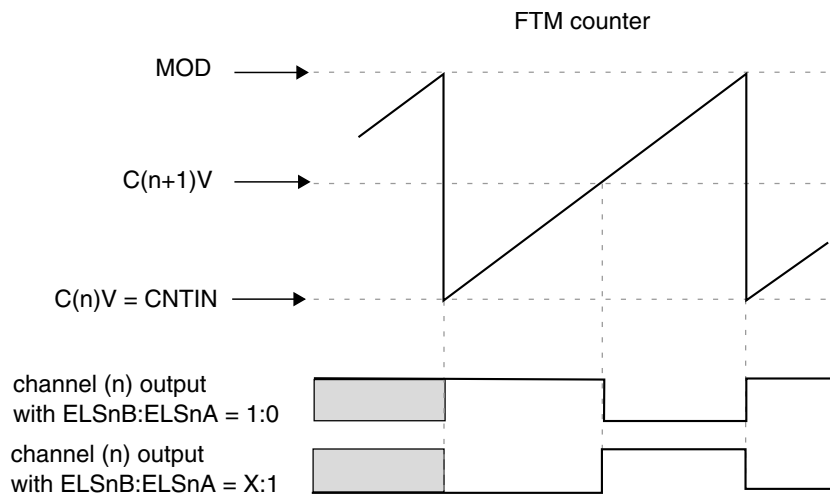 FTM counter
MOD
C(n+1)V
C(n)V = CNTIN
channel (n) output
with ELSnB:ELSnA = 1:0
channel (n) output
with ELSnB:ELSnA = X:1